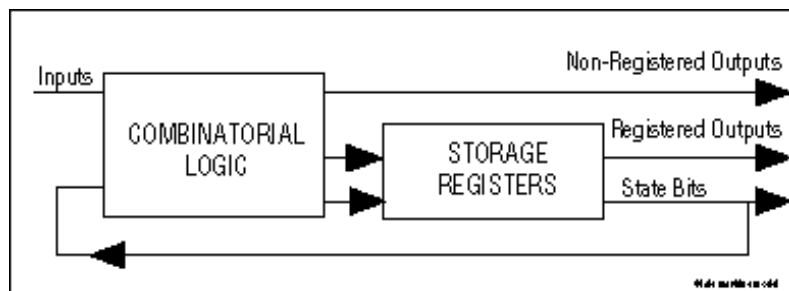 Non-Registered Outputs
Inputs
COMBINATORIAL
LOGIC
Registered Outputs
STORAGE
REGISTERS
State Bits